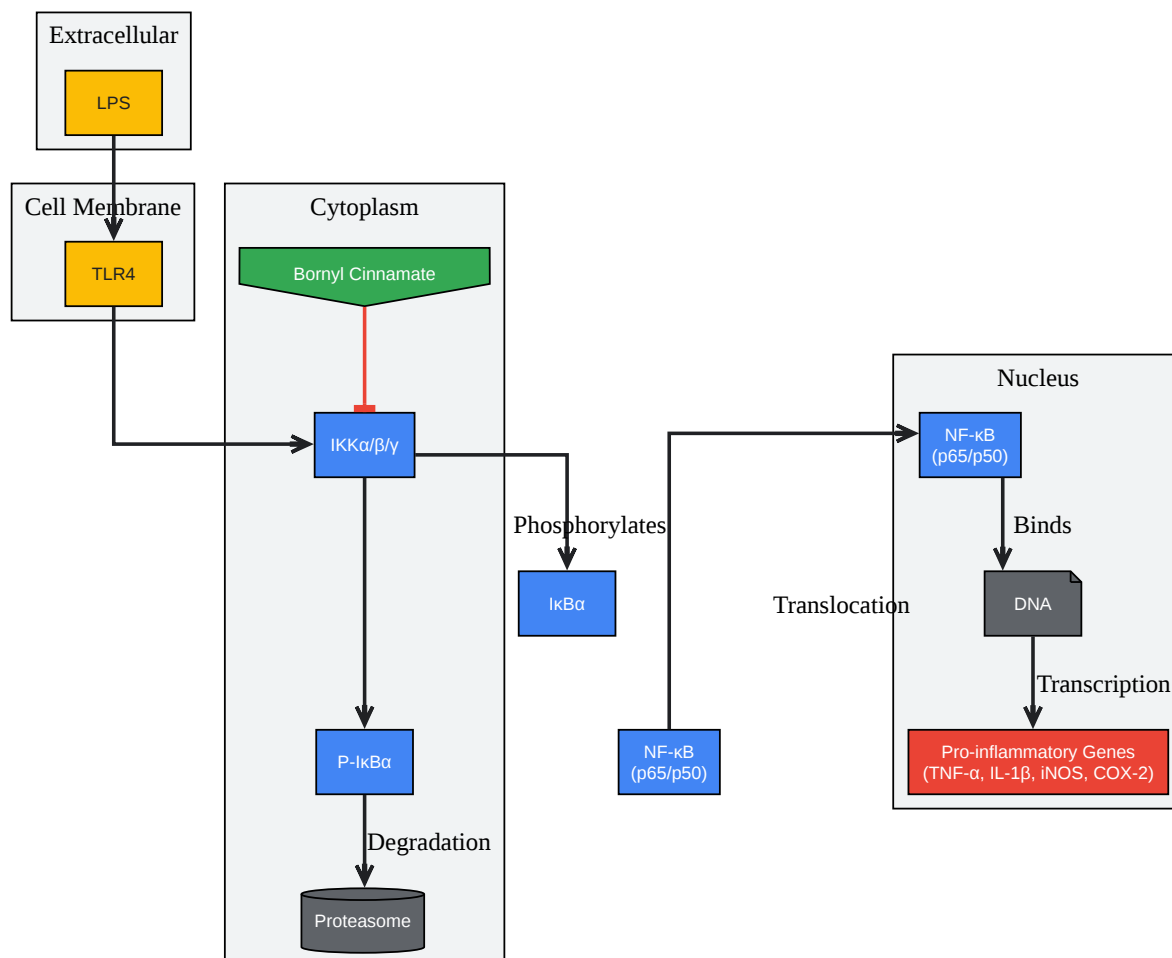 Extracellular
LPS
Cell Membrane
TLR4
Cytoplasm
Bornyl Cinnamate
IKKα/β/γ
Phosphorylates
IκBα
P-IκBα
Degradation
Proteasome
NF-κB
(p65/p50)
Translocation
Nucleus
NF-κB
(p65/p50)
Binds
DNA
Transcription
Pro-inflammatory Genes
(TNF-α, IL-1β, iNOS, COX-2)